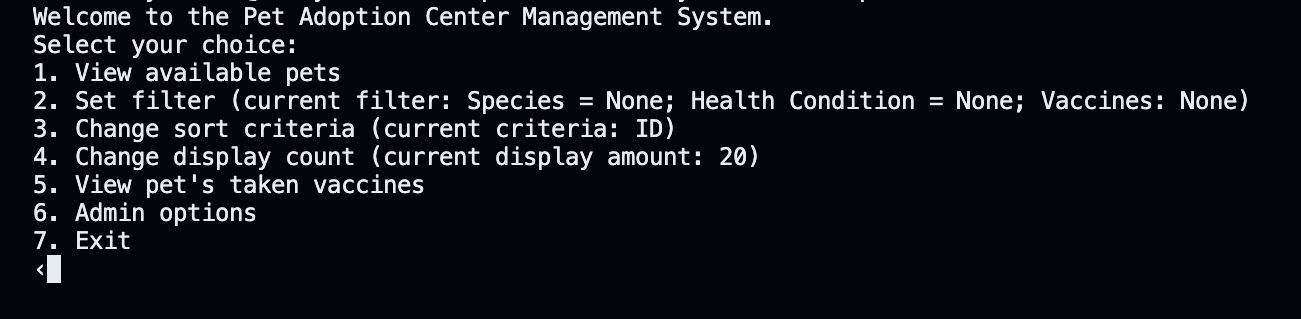 Welcome to the Pet Adoption Center Management System.
Select your choice:
1. View available pets
2. Set filter (current filter: Species = None; Health Condition = None; Vaccines: None)
3. Change sort criteria (current criteria: ID)
4. Change display count (current display amount: 20)
5. View pet's taken vaccines
6. Admin options
7. Exit
<